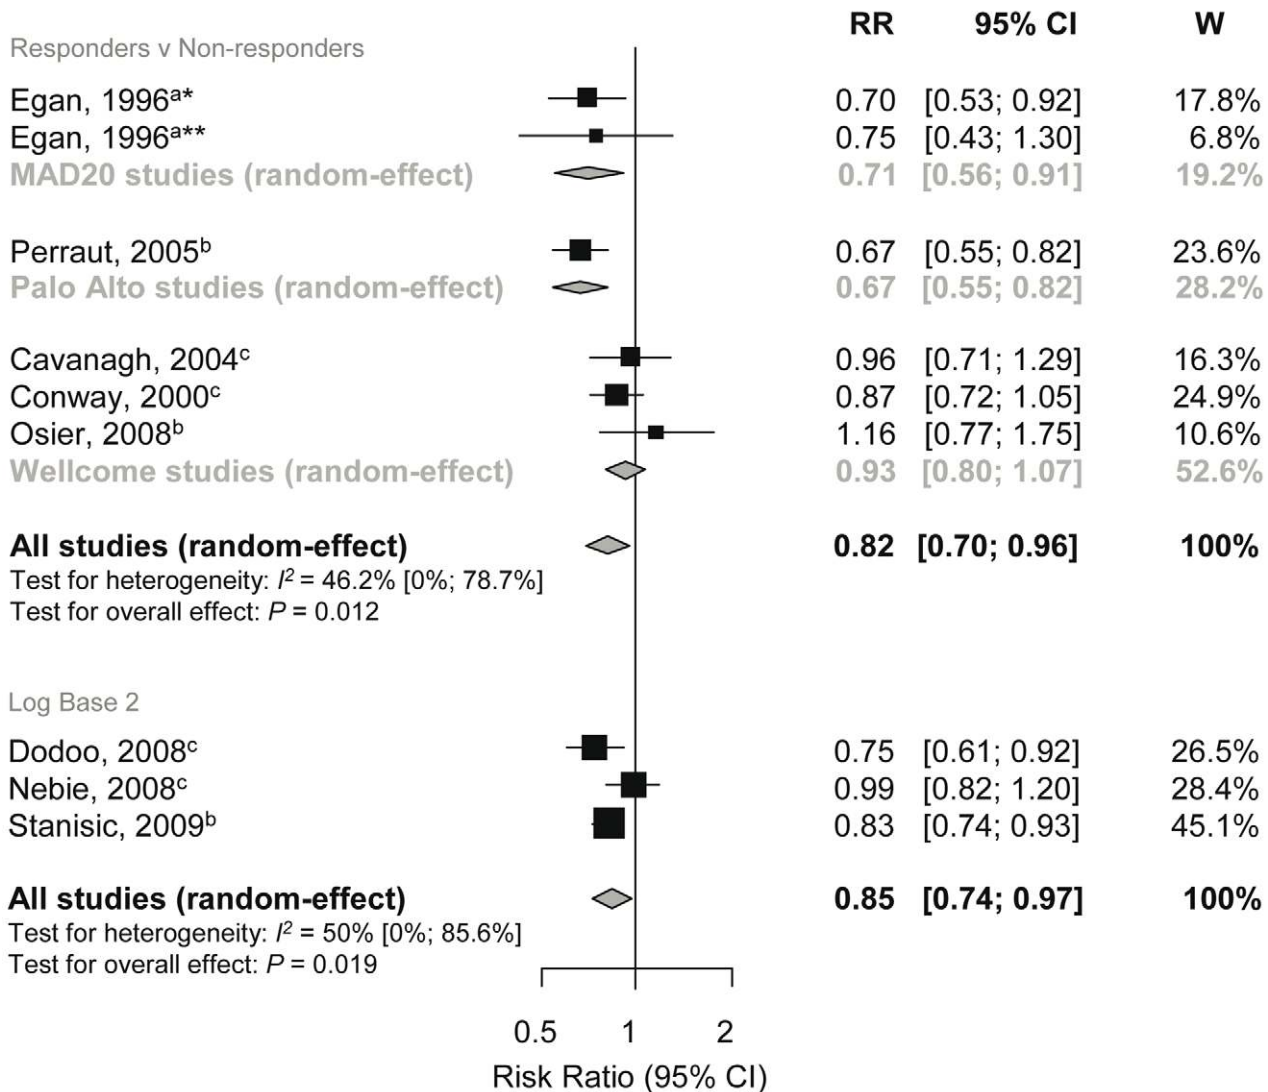 RR 95% CI W
Responders v Non-responders
Egan, 1996a* 0.70 [0.53; 0.92] 17.8%
Egan, 1996a** 0.75 [0.43; 1.30] 6.8%
MAD20 studies (random-effect) 0.71 [0.56; 0.91] 19.2%
Perraut, 2005b 0.67 [0.55; 0.82] 23.6%
Palo Alto studies (random-effect) 0.67 [0.55; 0.82] 28.2%
Cavanagh, 2004c 0.96 [0.71; 1.29] 16.3%
Conway, 2000c 0.87 [0.72; 1.05] 24.9%
Osier, 2008b 1.16 [0.77; 1.75] 10.6%
Wellcome studies (random-effect) 0.93 [0.80; 1.07] 52.6%
All studies (random-effect) 0.82 [0.70; 0.96] 100%
Test for heterogeneity: I² = 46.2% [0%; 78.7%]
Test for overall effect: P = 0.012
Log Base 2
Dodoo, 2008c 0.75 [0.61; 0.92] 26.5%
Nebie, 2008c 0.99 [0.82; 1.20] 28.4%
Stanisic, 2009b 0.83 [0.74; 0.93] 45.1%
All studies (random-effect) 0.85 [0.74; 0.97] 100%
Test for heterogeneity: I² = 50% [0%; 85.6%]
Test for overall effect: P = 0.019
0.5 1 2
Risk Ratio (95% CI)